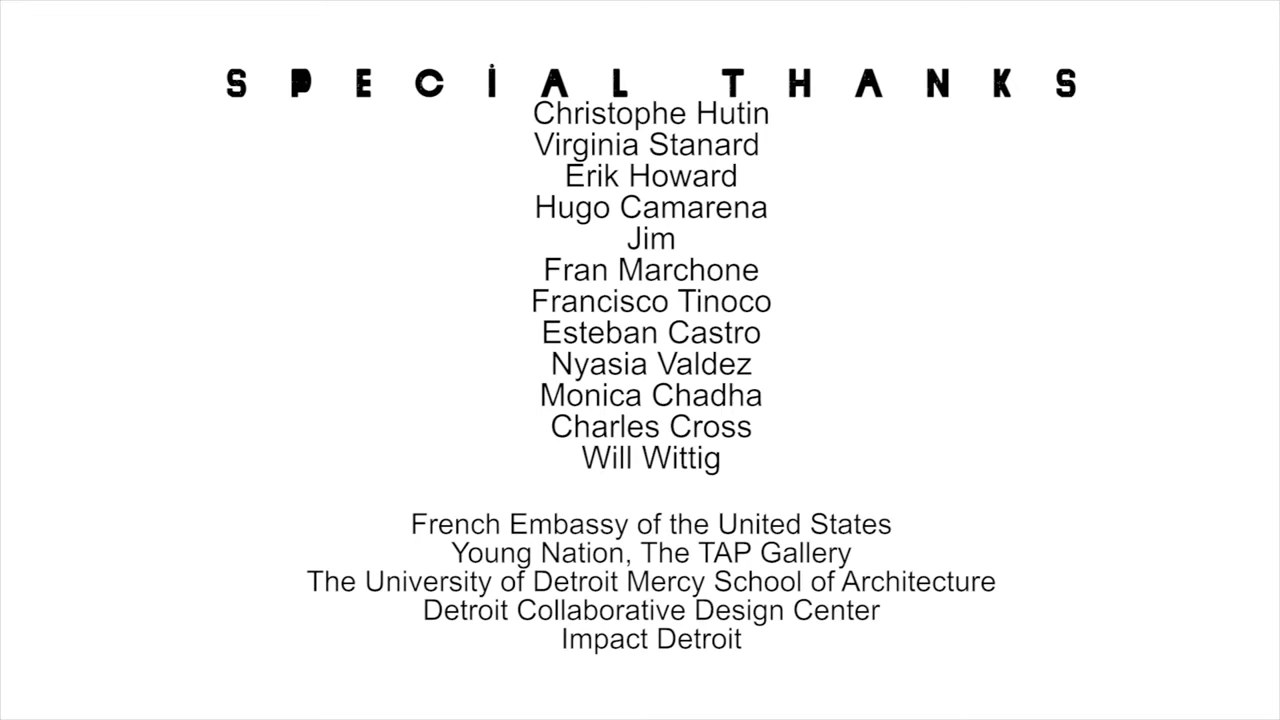 SPECIAL THANKS
Christophe Hutin
Virginia Stanard
Erik Howard
Hugo Camarena
Jim
Fran Marchone
Francisco Tinoco
Esteban Castro
Nyasia Valdez
Monica Chadha
Charles Cross
Will Wittig
French Embassy of the United States
Young Nation, The TAP Gallery
The University of Detroit Mercy School of Architecture
Detroit Collaborative Design Center
Impact Detroit